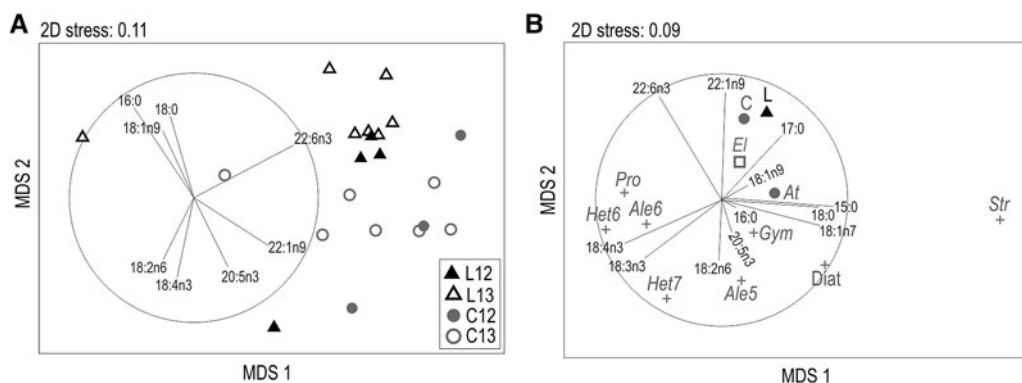 A
2D stress: 0.11
16:0
18:0
18:1n9
22:6n3
22:1n9
18:2n6
20:5n3
18:4n3
L12
L13
C12
C13
MDS 2
MDS 1
B
2D stress: 0.09
22:6n3
22:1n9
C
L
17:0
El
18:1n9
Pro
At
Ale6
15:0
Str
Het6
16:0
18:0
18:1n7
Gym
18:4n3
20:5n3
18:3n3
18:2n6
Diat
Het7
Ale5
MDS 2
MDS 1